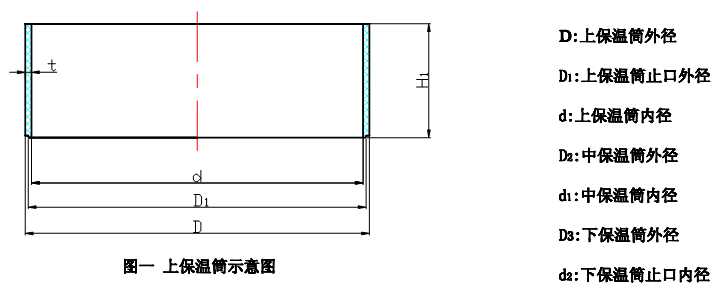 t
H1
d
D1
D
图一 上保温筒示意图
D:上保温筒外径
D1:上保温筒止口外径
d:上保温筒内径
D2:中保温筒外径
d1:中保温筒内径
D3:下保温筒外径
d2:下保温筒止口内径